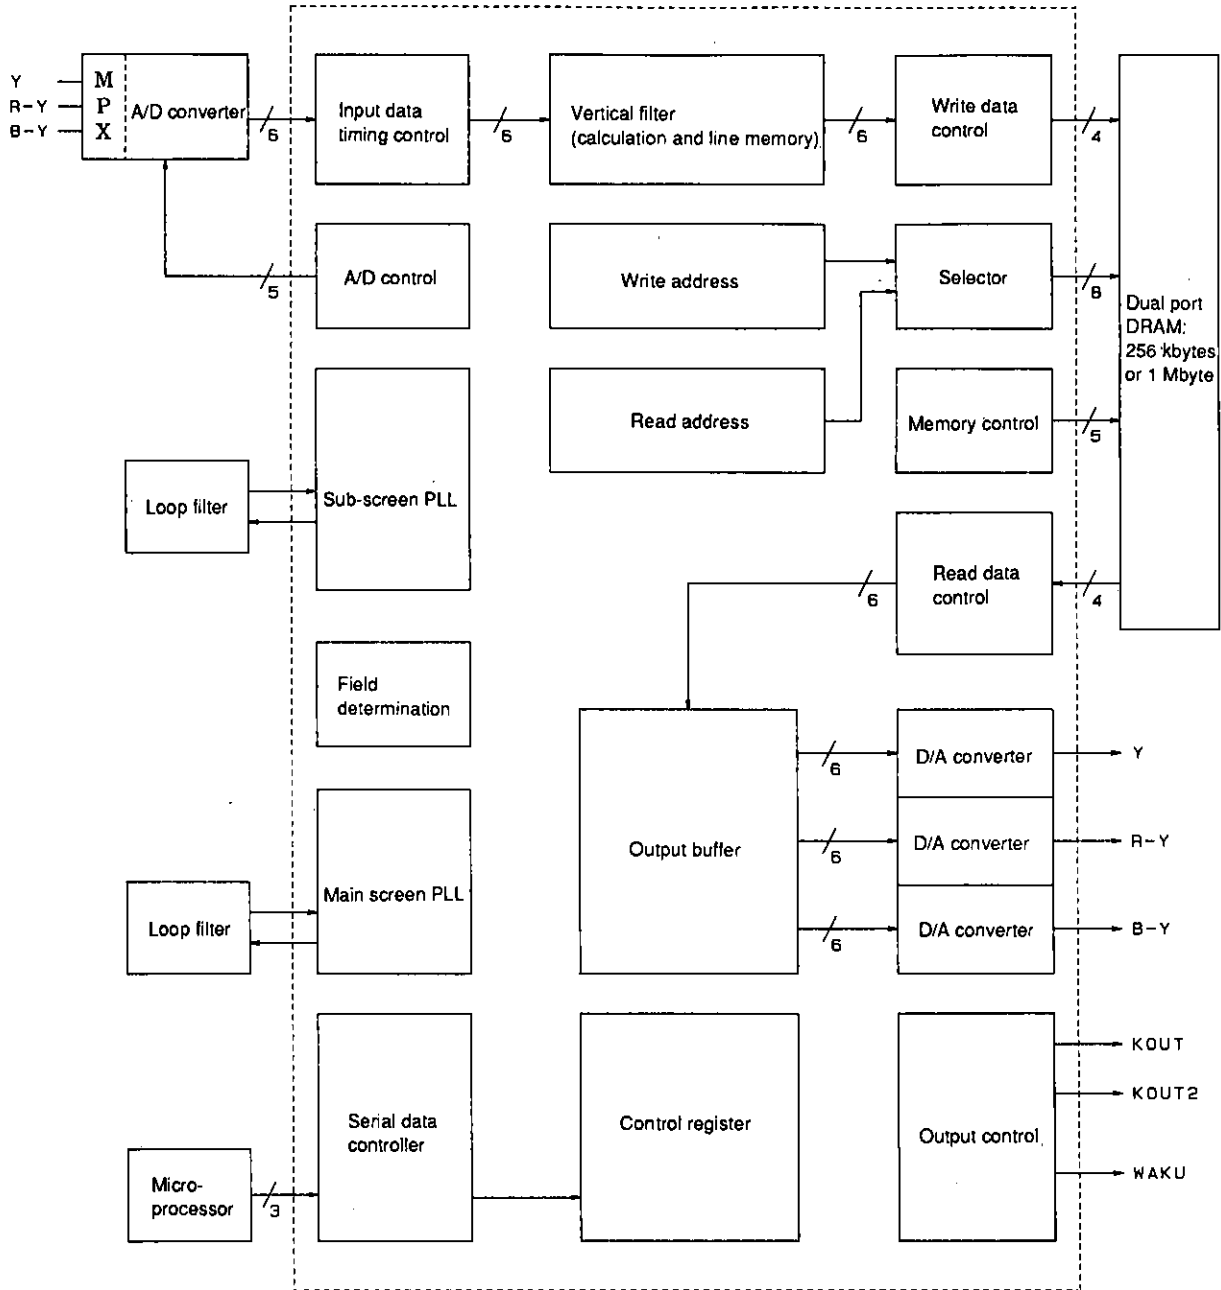 Y
R-Y
B-Y
M
P
X
A/D converter
6
Input data
timing control
6
Vertical filter
(calculation and line memory)
6
Write data
control
4
5
A/D control
Write address
Selector
8
Dual port
DRAM:
256 kbytes
or 1 Mbyte
Read address
Memory control
5
Loop filter
Sub-screen PLL
6
Read data
control
4
Field
determination
Output buffer
6
D/A converter
Y
6
D/A converter
R-Y
6
D/A converter
B-Y
Loop filter
Main screen PLL
Micro-
processor
3
Serial data
controller
Control register
Output control
KOUT
KOUT2
WAKU